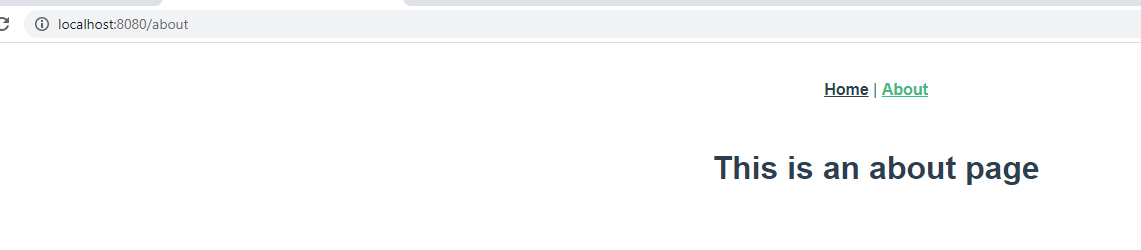 localhost:8080/about
Home | About
This is an about page